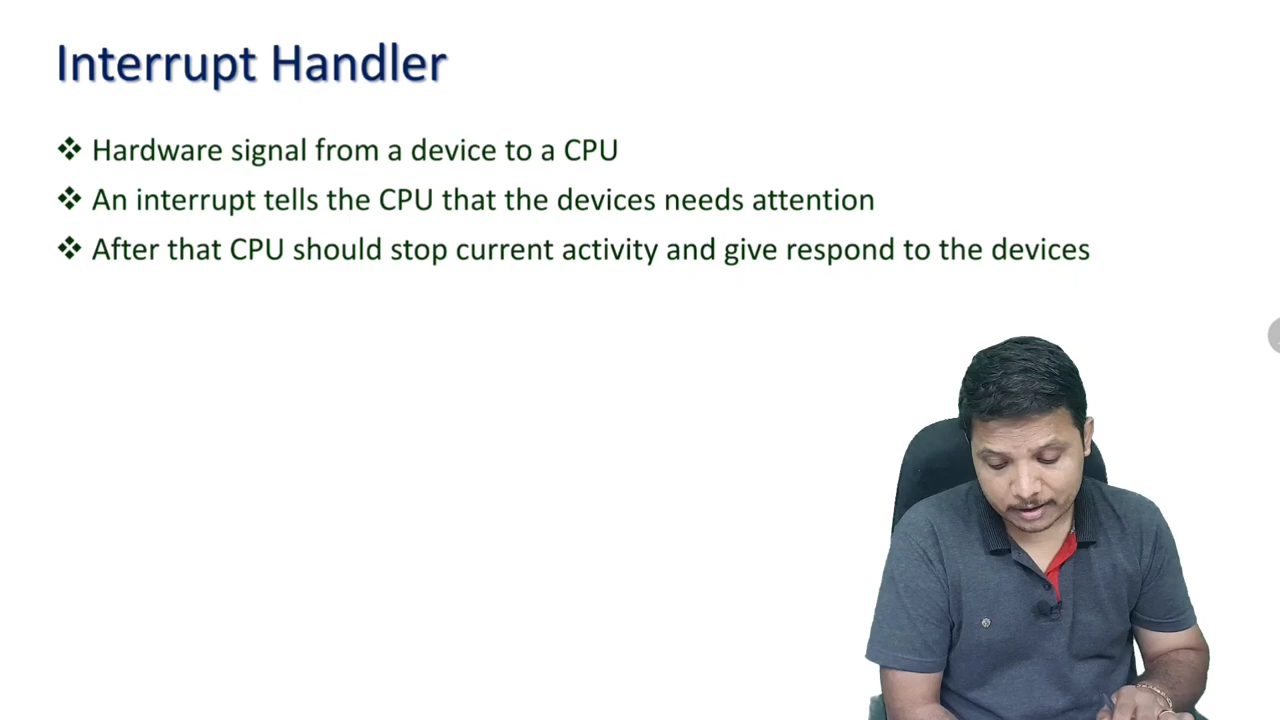 Interrupt Handler
❖ Hardware signal from a device to a CPU
❖ An interrupt tells the CPU that the devices needs attention
❖ After that CPU should stop current activity and give respond to the devices